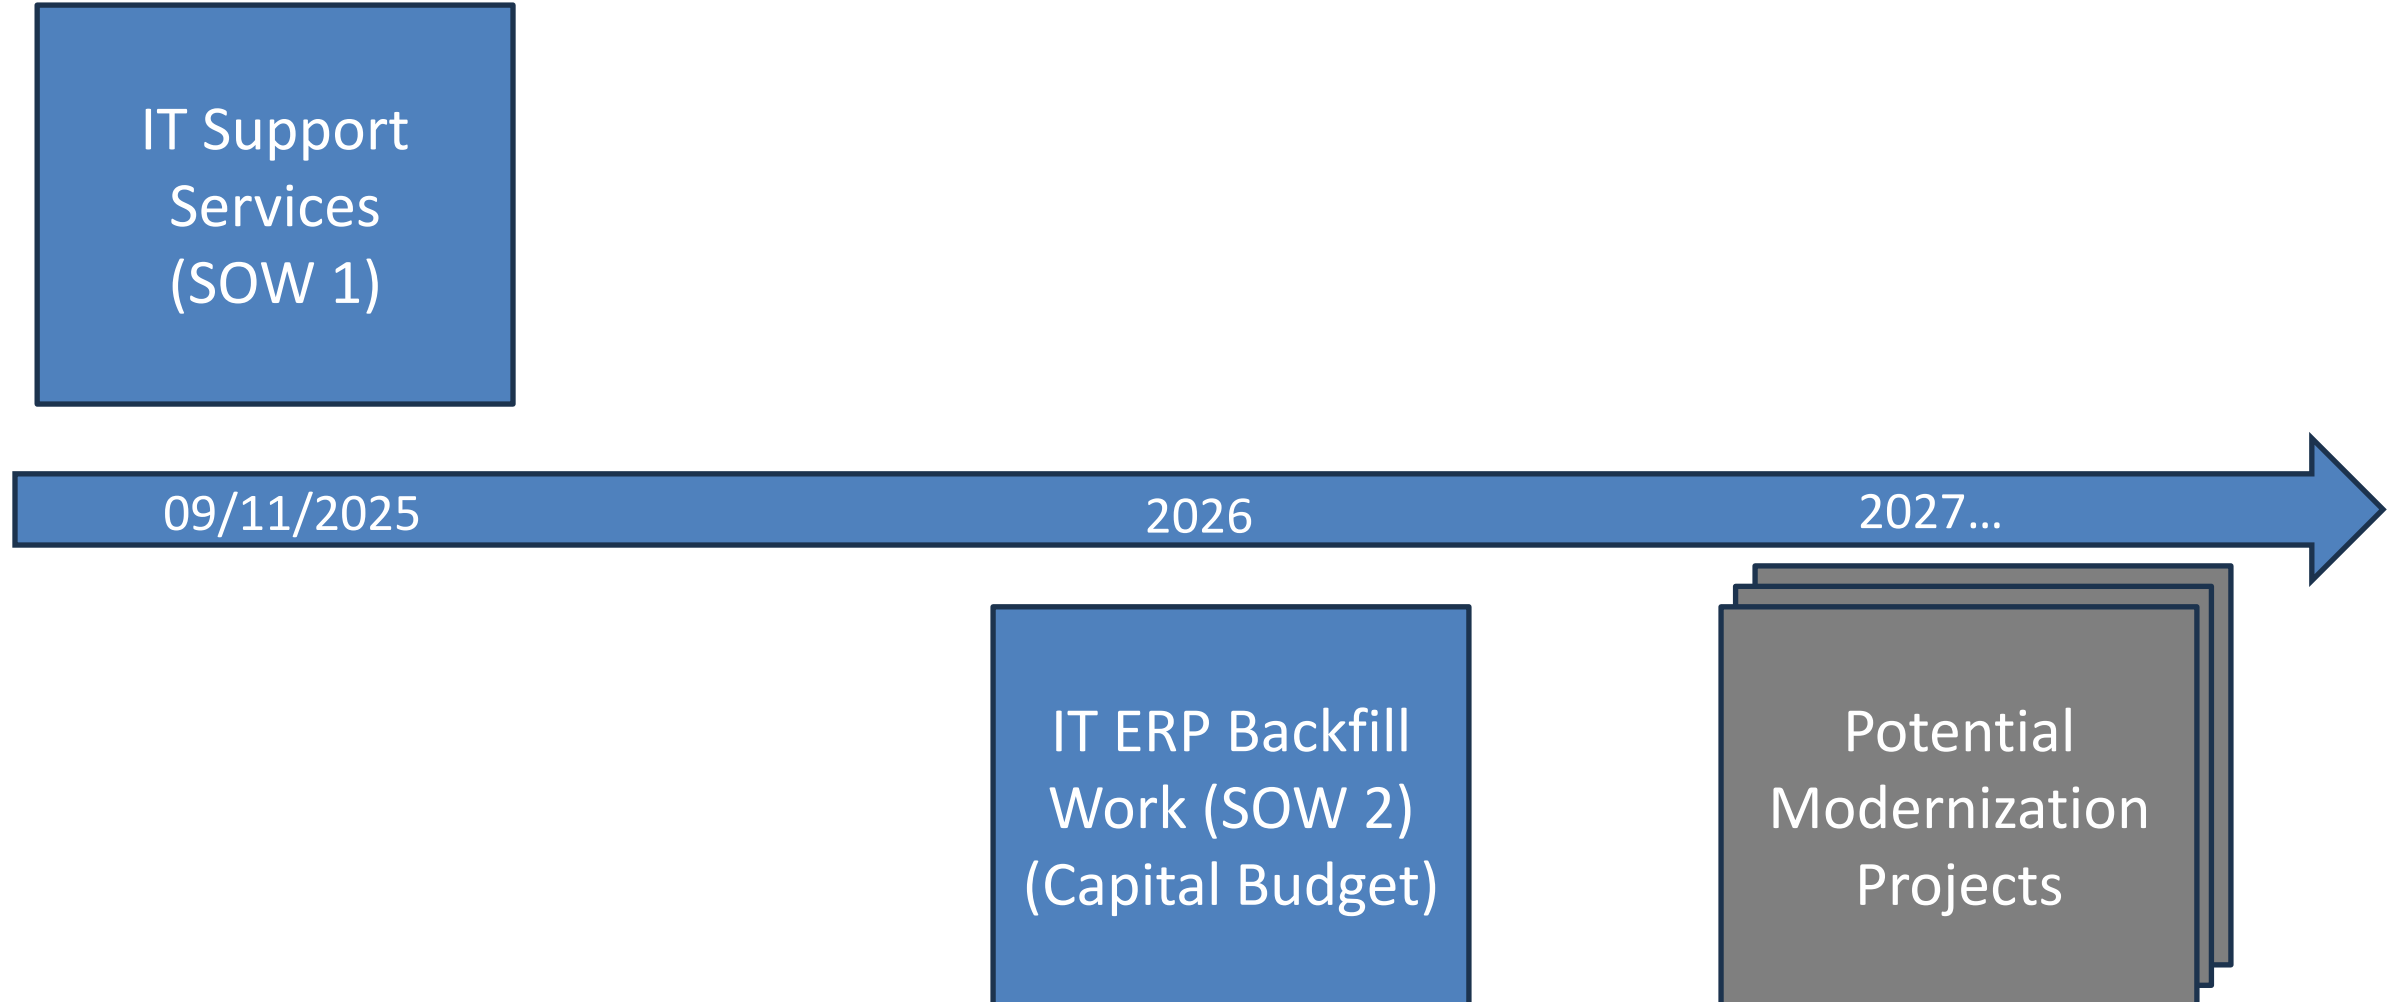 IT Support
Services
(SOW 1)
09/11/2025
2026
2027...
IT ERP Backfill
Work (SOW 2)
(Capital Budget)
Potential
Modernization
Projects